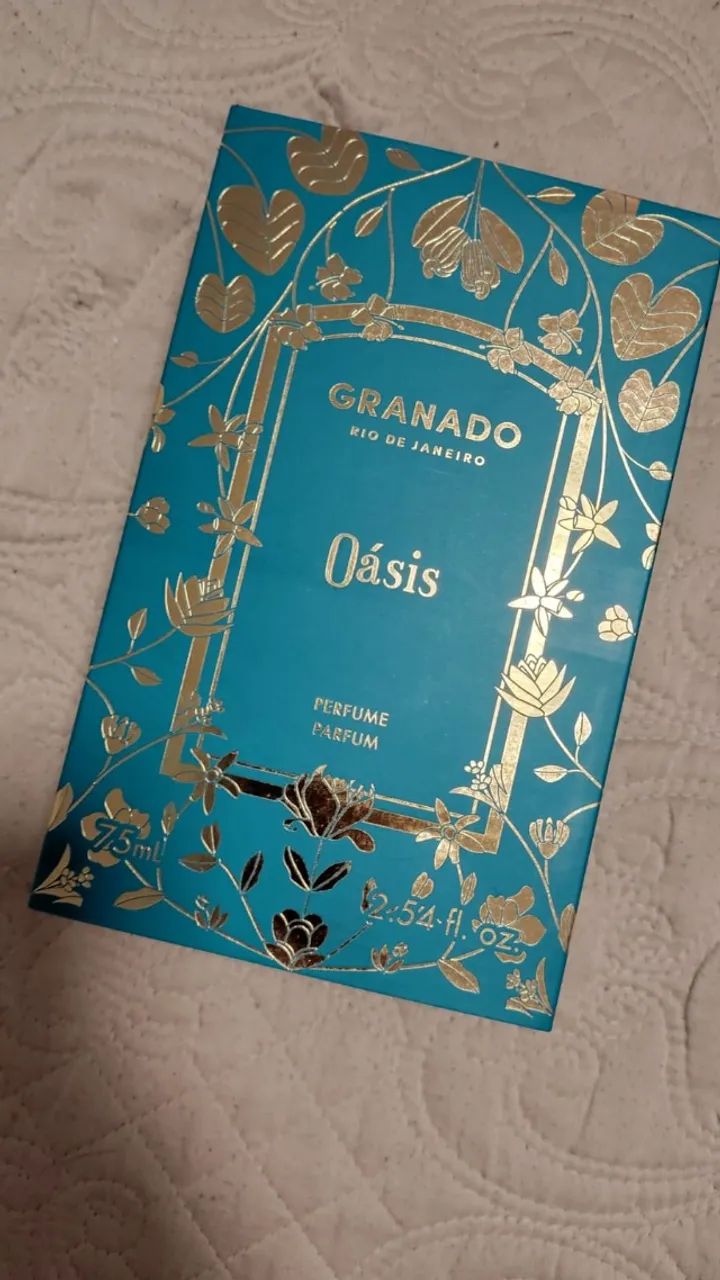 GRANADO
RIO DE JANEIRO
Oásis
PERFUME
PARFUM
75mL
2.54 fl. oz.